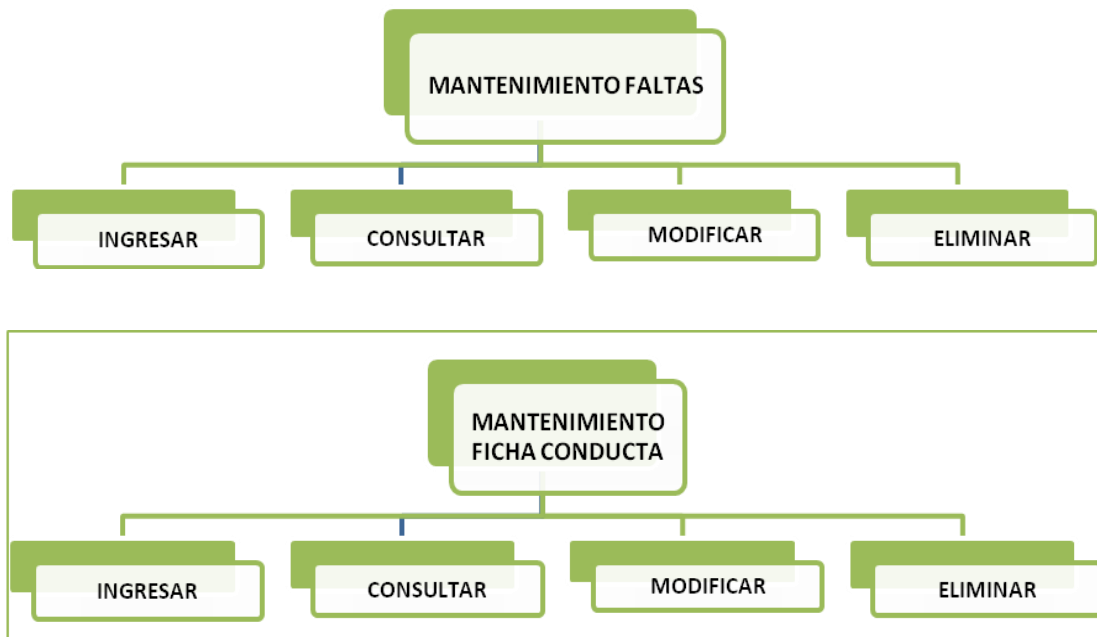 MANTENIMIENTO FALTAS
INGRESAR
CONSULTAR
MODIFICAR
ELIMINAR
MANTENIMIENTO
FICHA CONDUCTA
INGRESAR
CONSULTAR
MODIFICAR
ELIMINAR